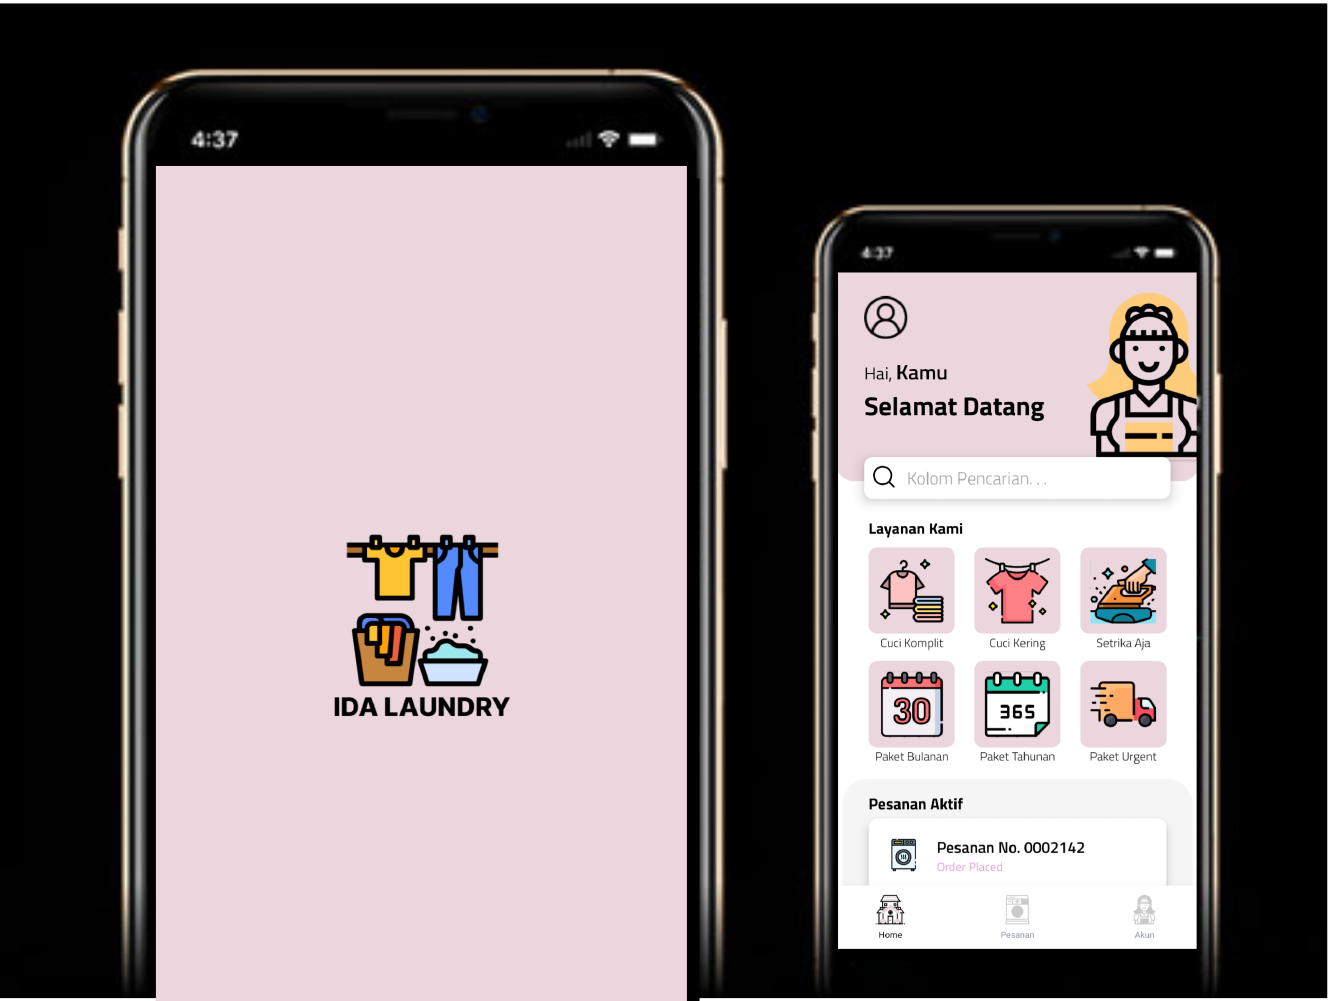 4:37
IDA LAUNDRY
4:37
Hai, Kamu
Selamat Datang
Kolom Pencarian. . .
Layanan Kami
Cuci Komplit
Cuci Kering
Setrika Aja
30
365
Paket Bulanan
Paket Tahunan
Paket Urgent
Pesanan Aktif
Pesanan No. 0002142
Order Placed
Home
Pesanan
Akun